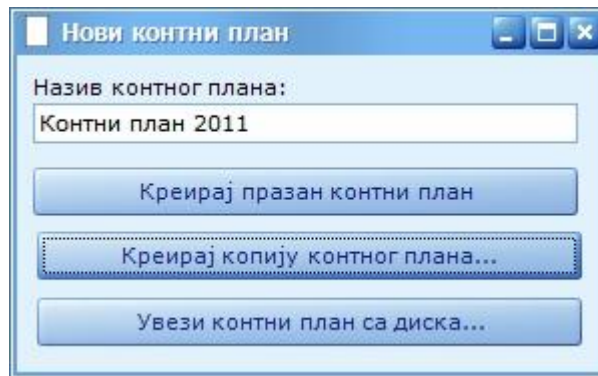 Нови контни план
Назив контног плана:
Контни план 2011
Креирај празан контни план
Креирај копију контног плана...
Увези контни план са диска...